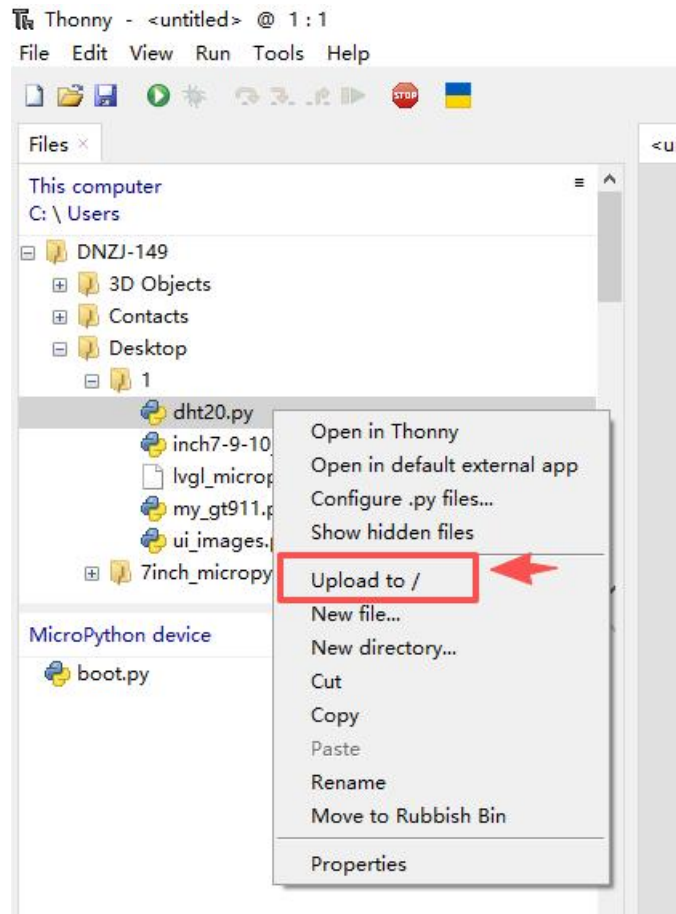 Thonny - <untitled> @ 1:1
File Edit View Run Tools Help
STOP
Files ×
<u
This computer
C: \ Users
DNZJ-149
3D Objects
Contacts
Desktop
1
dht20.py
inch7-9-10_
lvgl_microp
my_gt911.p
ui_images.p
7inch_micropy
MicroPython device
boot.py
Open in Thonny
Open in default external app
Configure .py files...
Show hidden files
Upload to /
New file...
New directory...
Cut
Copy
Paste
Rename
Move to Rubbish Bin
Properties